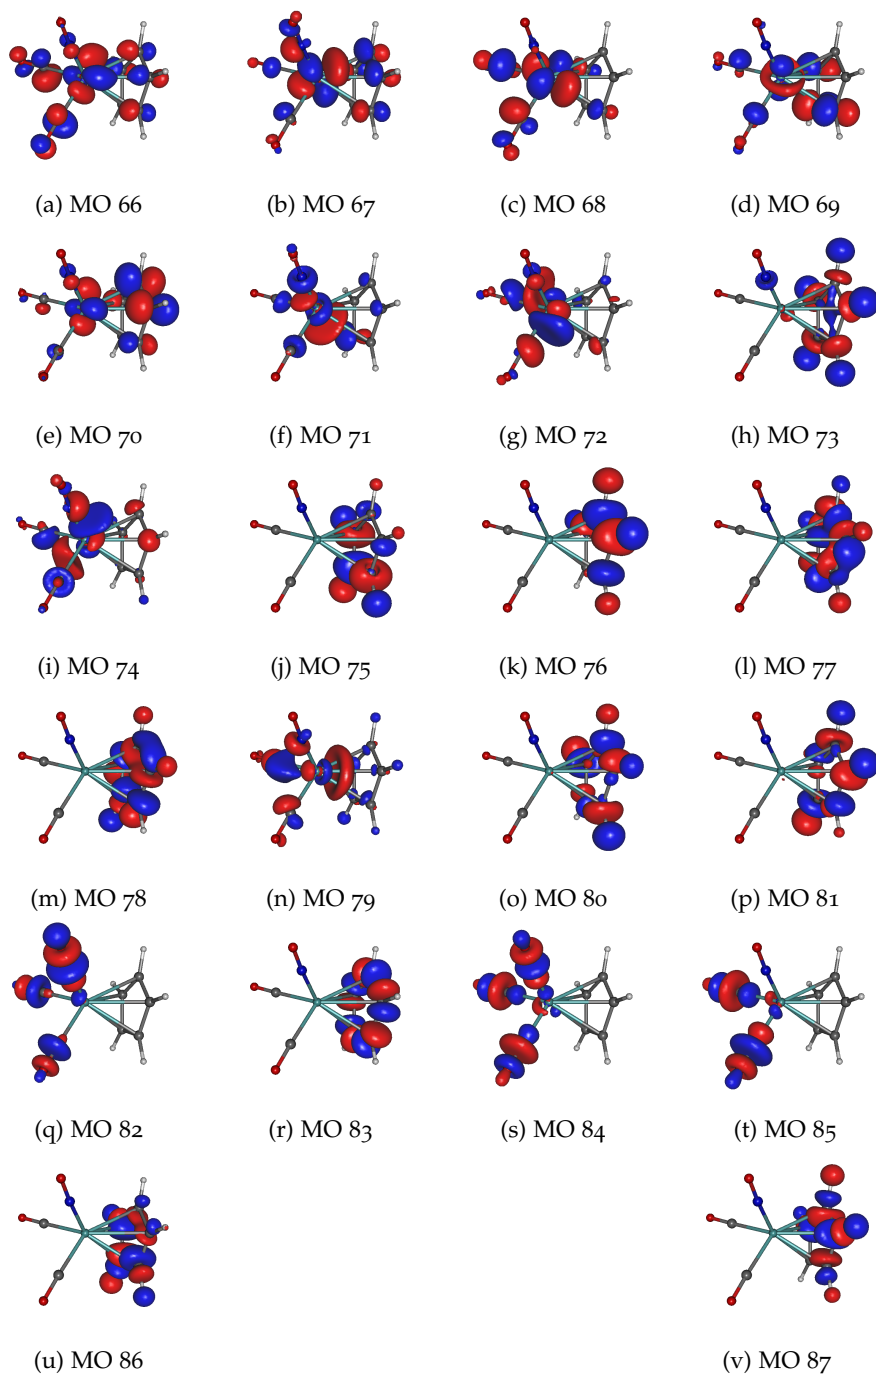 (a) MO 66 (b) MO 67 (c) MO 68 (d) MO 69
(e) MO 70 (f) MO 71 (g) MO 72 (h) MO 73
(i) MO 74 (j) MO 75 (k) MO 76 (l) MO 77
(m) MO 78 (n) MO 79 (o) MO 80 (p) MO 81
(q) MO 82 (r) MO 83 (s) MO 84 (t) MO 85
(u) MO 86 (v) MO 87